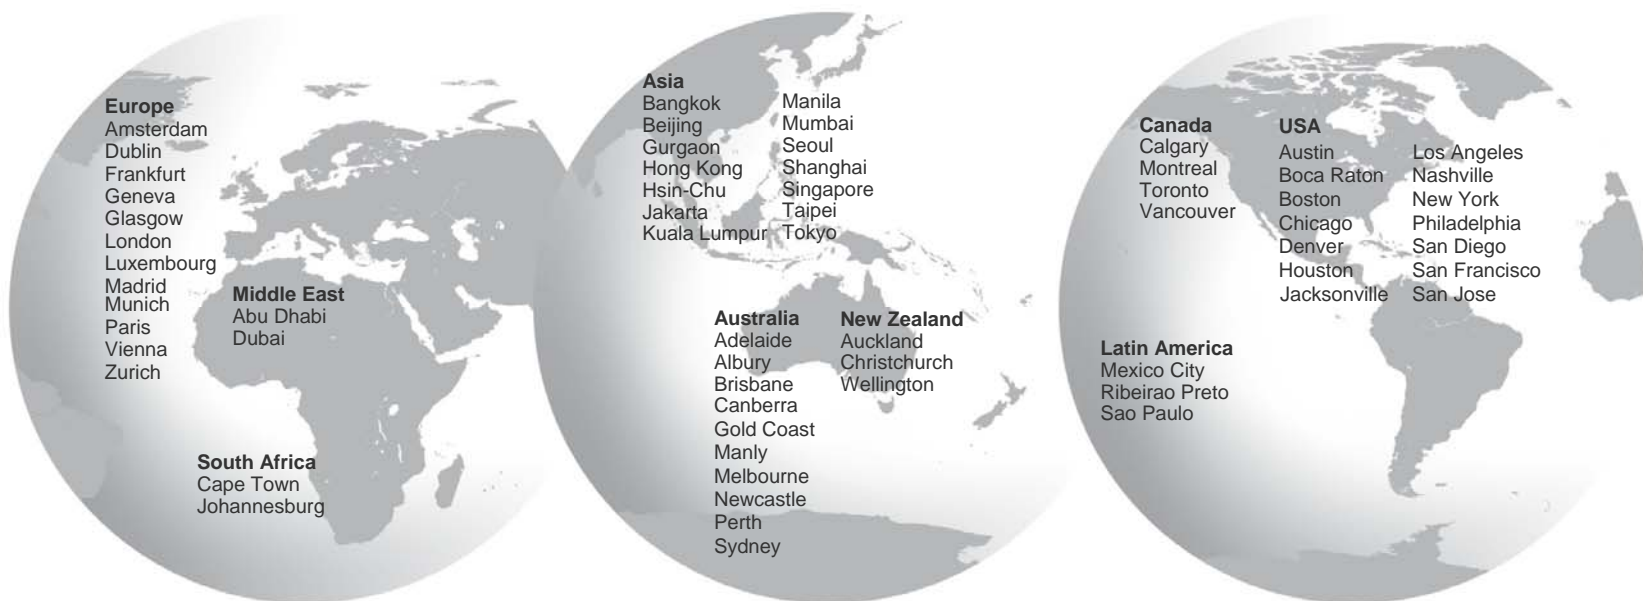 Europe
Amsterdam
Dublin
Frankfurt
Geneva
Glasgow
London
Luxembourg
Madrid
Munich
Paris
Vienna
Zurich
Middle East
Abu Dhabi
Dubai
South Africa
Cape Town
Johannesburg
Asia
Bangkok
Beijing
Gurgaon
Hong Kong
Hsin-Chu
Jakarta
Kuala Lumpur
Manila
Mumbai
Seoul
Shanghai
Singapore
Taipei
Tokyo
Australia
Adelaide
Albury
Brisbane
Canberra
Gold Coast
Manly
Melbourne
Newcastle
Perth
Sydney
New Zealand
Auckland
Christchurch
Wellington
Canada
Calgary
Montreal
Toronto
Vancouver
USA
Austin
Boca Raton
Boston
Chicago
Denver
Houston
Jacksonville
Los Angeles
Nashville
New York
Philadelphia
San Diego
San Francisco
San Jose
Latin America
Mexico City
Ribeirao Preto
Sao Paulo